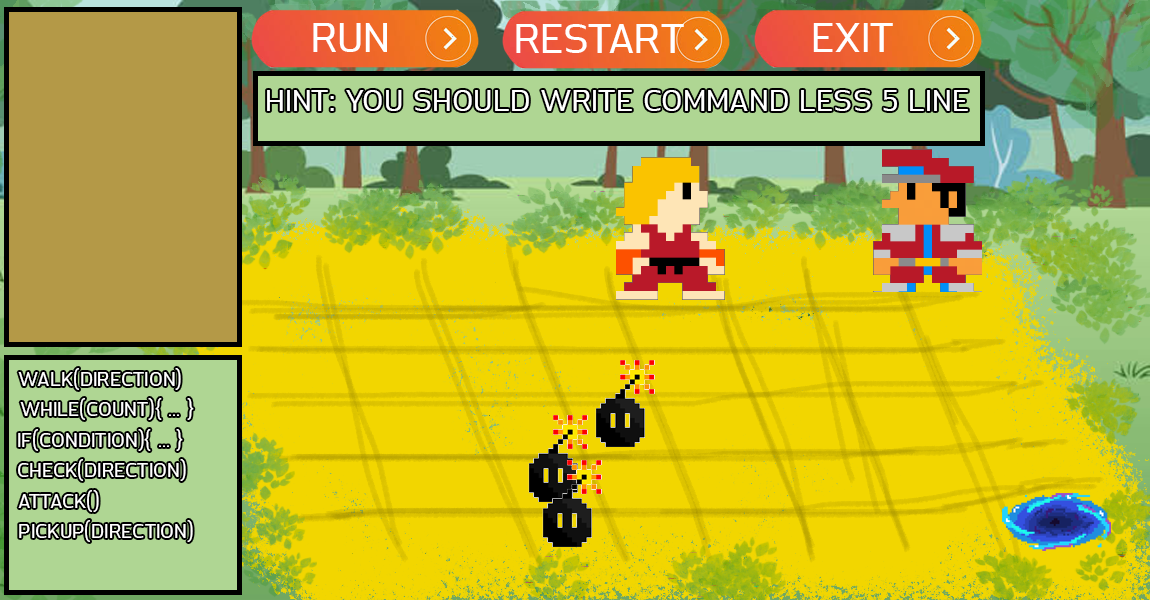 RUN
RESTART
EXIT
HINT: YOU SHOULD WRITE COMMAND LESS 5 LINE
WALK(DIRECTION)
WHILE(COUNT){ ... }
IF(CONDITION){ ... }
CHECK(DIRECTION)
ATTACK()
PICKUP(DIRECTION)